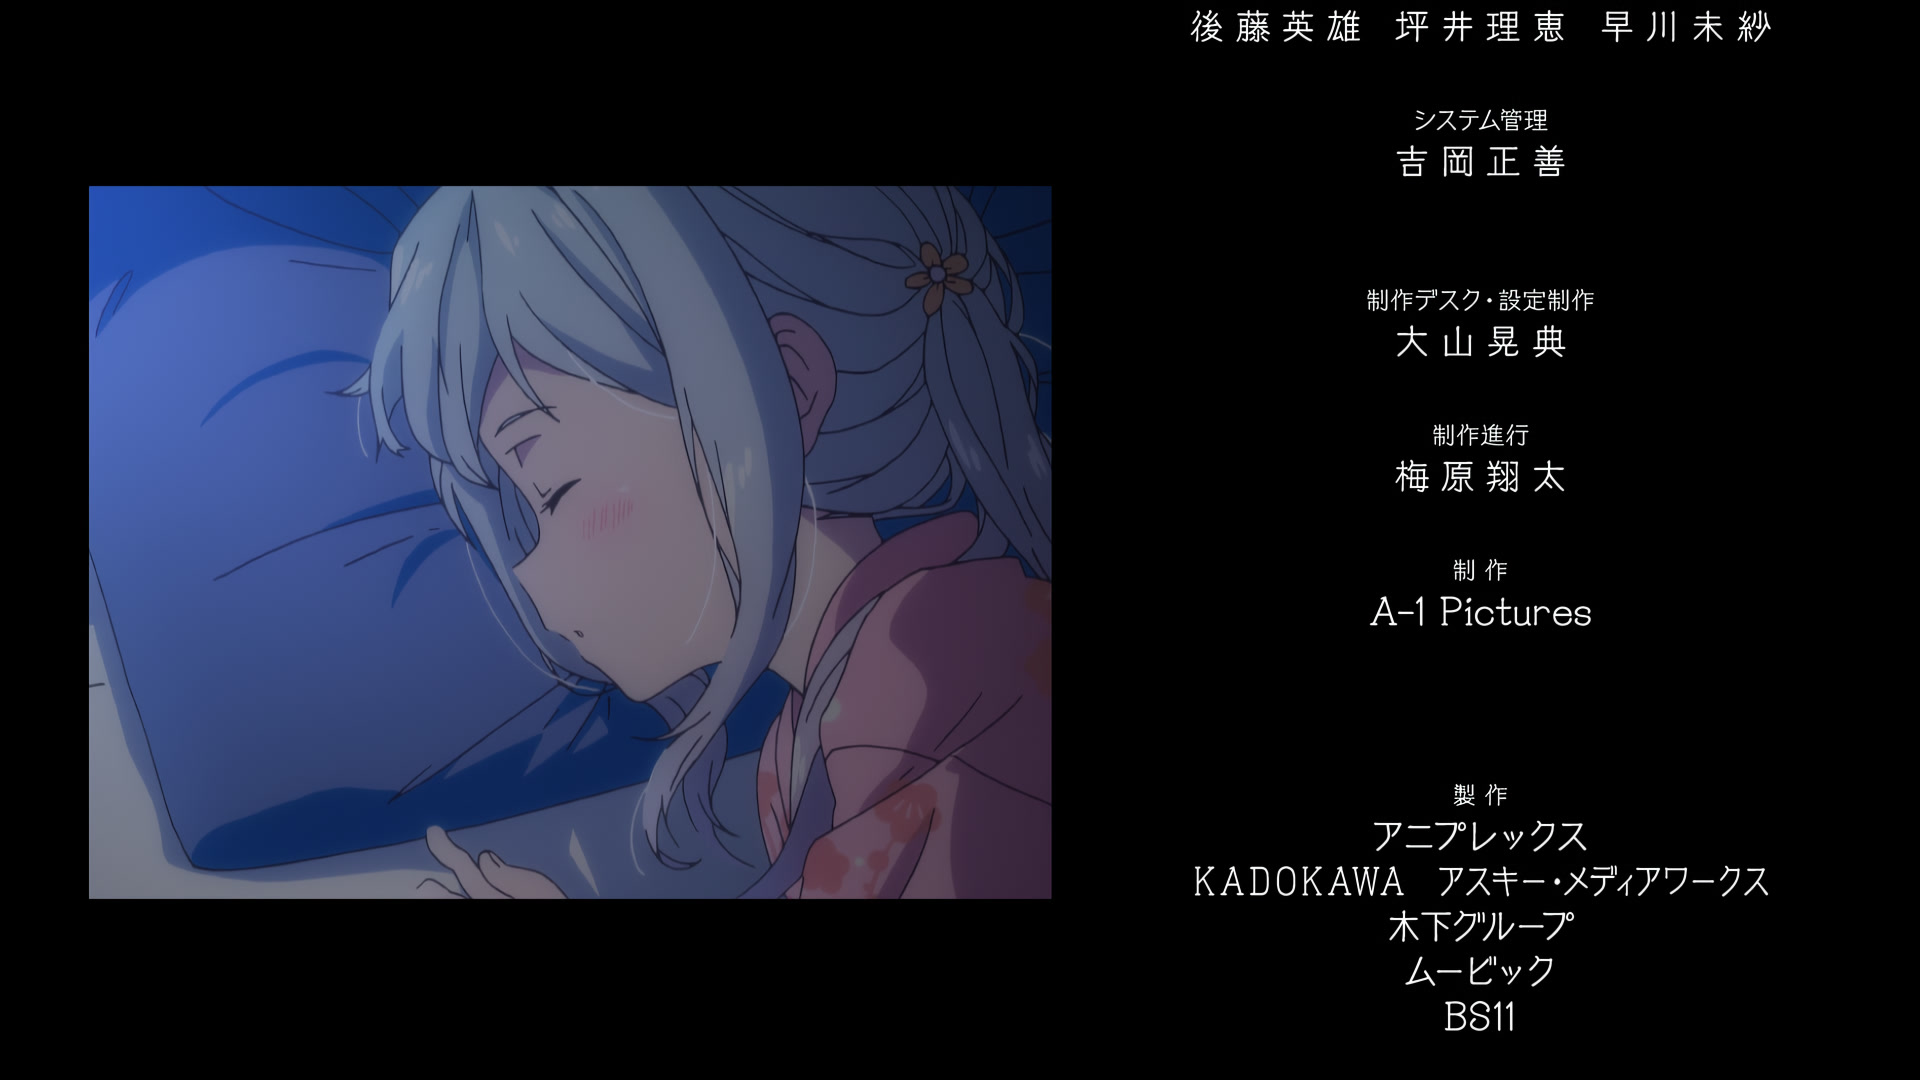 後藤英雄 坪井理恵 早川未紗
システム管理
吉岡正善
制作デスク・設定制作
大山晃典
制作進行
梅原翔太
制作
A-1 Pictures
製作
アニプレックス
KADOKAWA アスキー・メディアワークス
木下グループ
ムービック
BS11